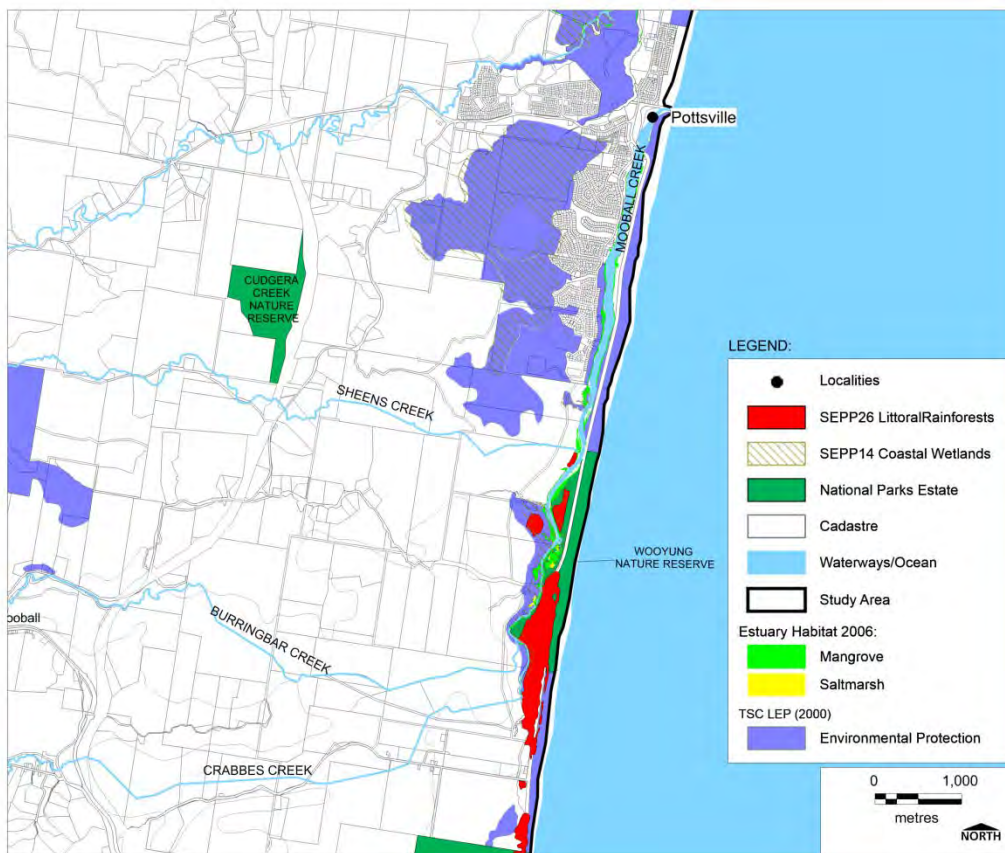 Pottsville
MOOBALL CREEK
CUDGERA
CREEK
NATURE
RESERVE
SHEENS CREEK
WOOYUNG
NATURE RESERVE
ooball
BURRINGBAR CREEK
CRABBES CREEK
LEGEND:
Localities
SEPP26 LittoralRainforests
SEPP14 Coastal Wetlands
National Parks Estate
Cadastre
Waterways/Ocean
Study Area
Estuary Habitat 2006:
Mangrove
Saltmarsh
TSC LEP (2000)
Environmental Protection
0 1,000
metres
NORTH